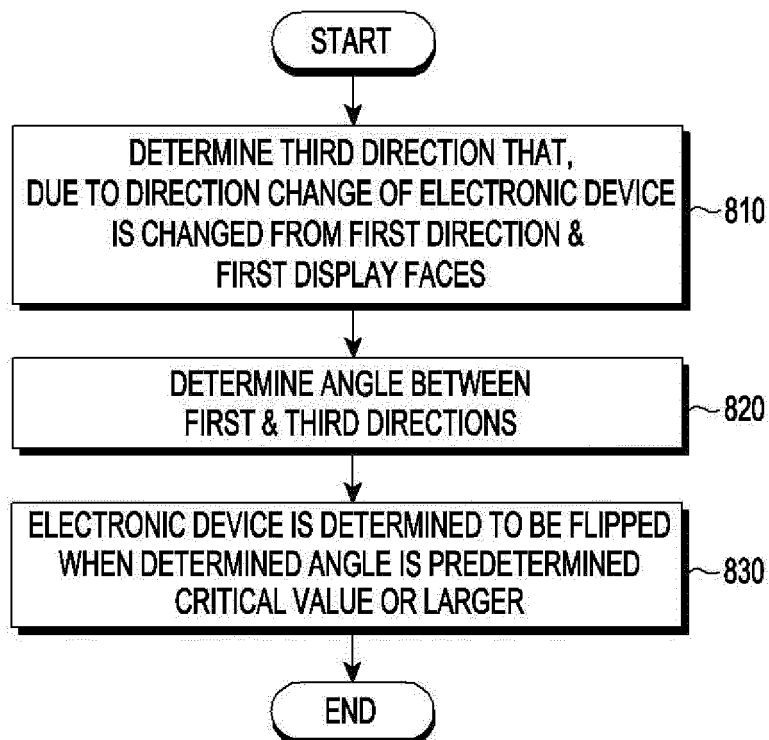 START
DETERMINE THIRD DIRECTION THAT,
DUE TO DIRECTION CHANGE OF ELECTRONIC DEVICE
IS CHANGED FROM FIRST DIRECTION &
FIRST DISPLAY FACES
810
DETERMINE ANGLE BETWEEN
FIRST & THIRD DIRECTIONS
820
ELECTRONIC DEVICE IS DETERMINED TO BE FLIPPED
WHEN DETERMINED ANGLE IS PREDETERMINED
CRITICAL VALUE OR LARGER
830
END